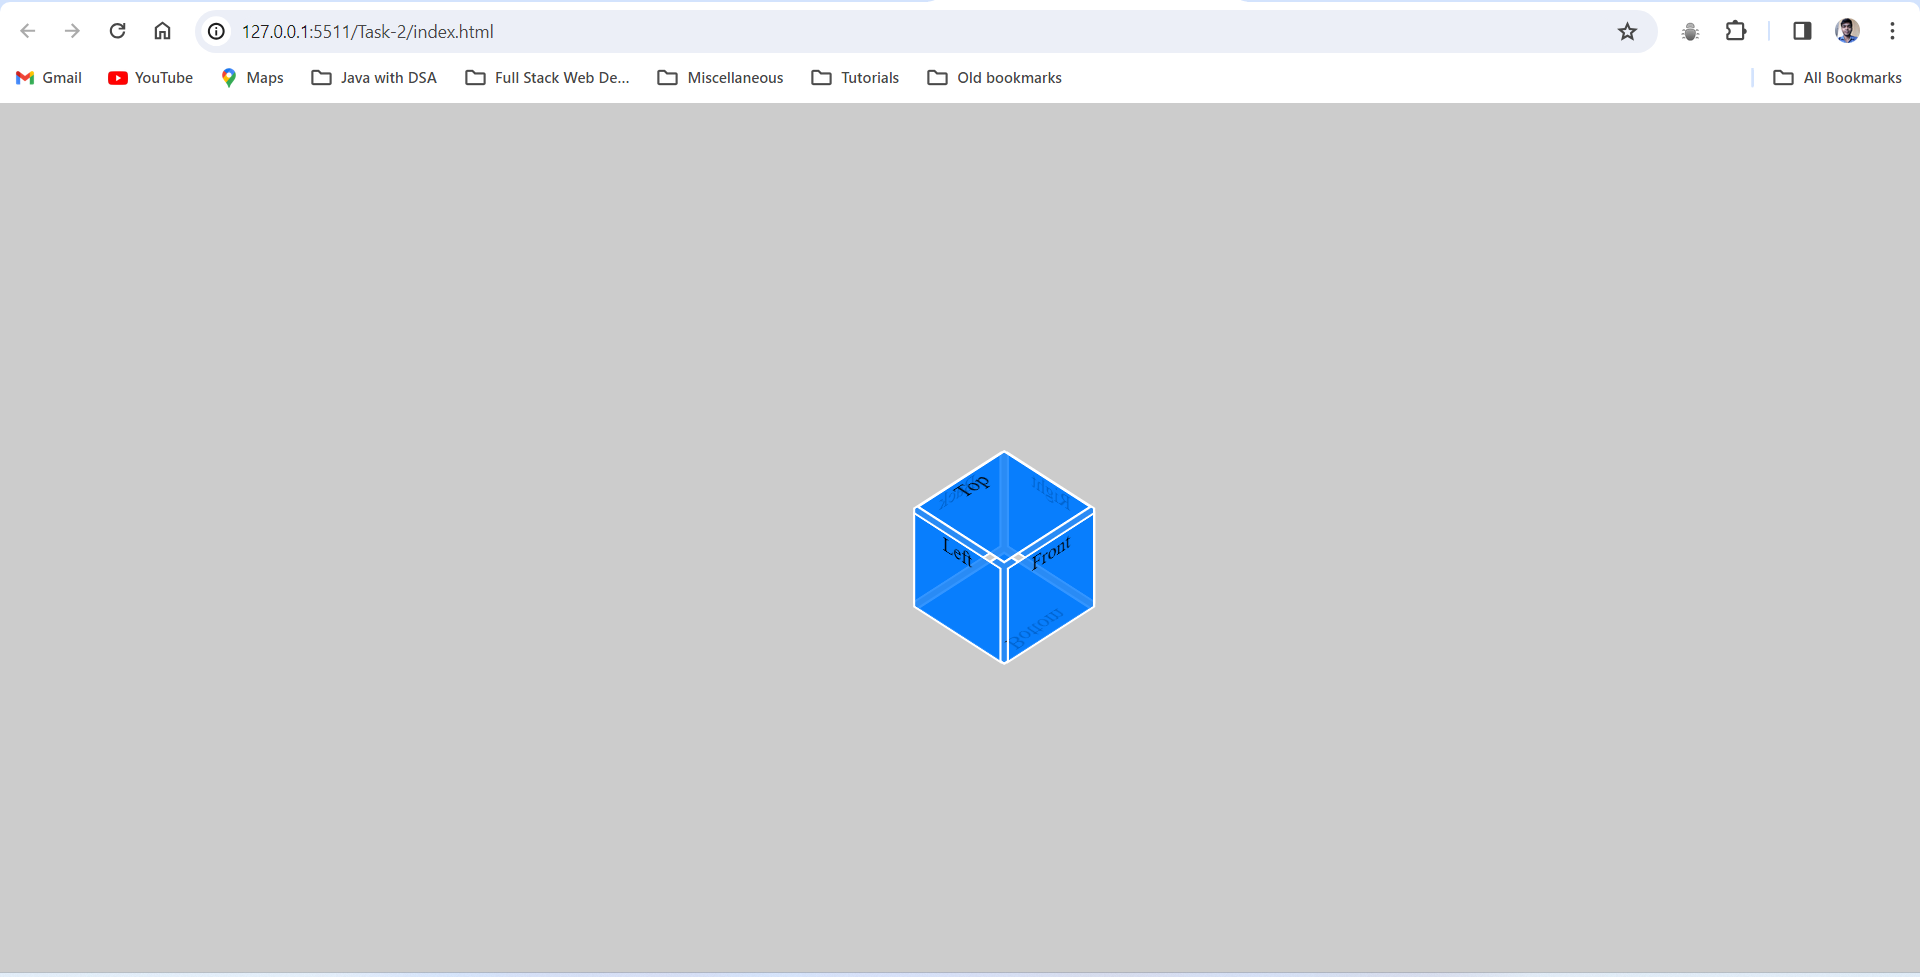 127.0.0.1:5511/Task-2/index.html
Gmail YouTube Maps Java with DSA Full Stack Web De... Miscellaneous Tutorials Old bookmarks All Bookmarks
Top
Back
Right
Left
Front
Bottom